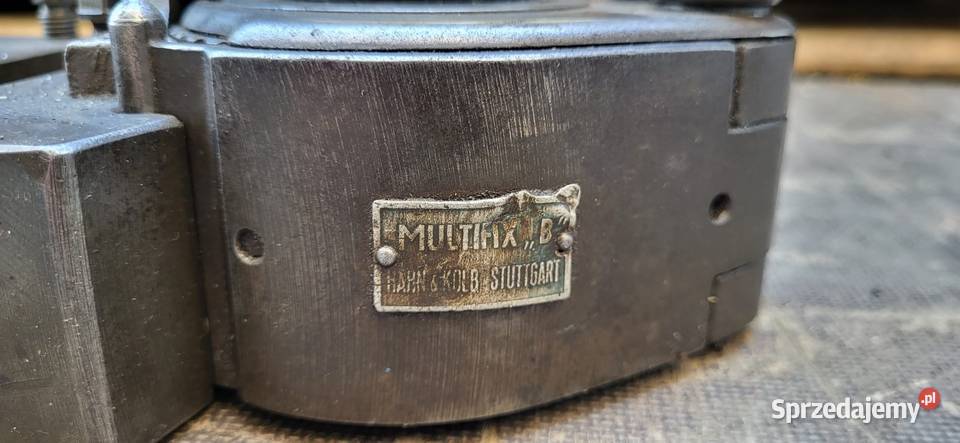 MULTIFIX „B"
HAHN & KOLB STUTTGART
Sprzedajemy.pl